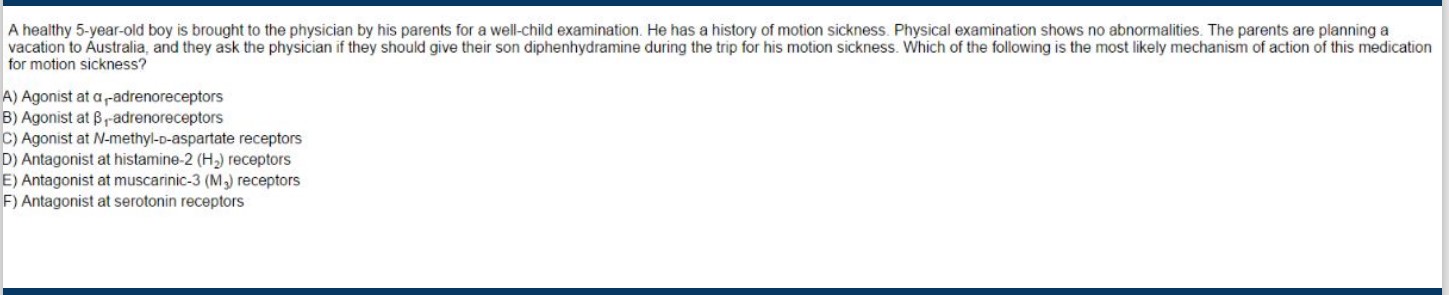 A healthy 5-year-old boy is brought to the physician by his parents for a well-child examination. He has a history of motion sickness. Physical examination shows no abnormalities. The parents are planning a
vacation to Australia, and they ask the physician if they should give their son diphenhydramine during the trip for his motion sickness. Which of the following is the most likely mechanism of action of this medication
for motion sickness?
A) Agonist at α₁-adrenoreceptors
B) Agonist at β₁-adrenoreceptors
C) Agonist at N-methyl-ᴅ-aspartate receptors
D) Antagonist at histamine-2 (H₂) receptors
E) Antagonist at muscarinic-3 (M₃) receptors
F) Antagonist at serotonin receptors